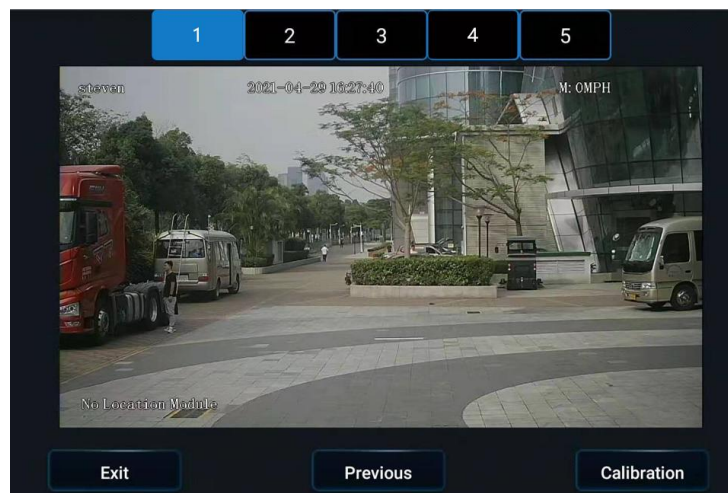 1 2 3 4 5
steven 2021-04-29 16:27:40 M: 0MPH
No Location Module
Exit Previous Calibration